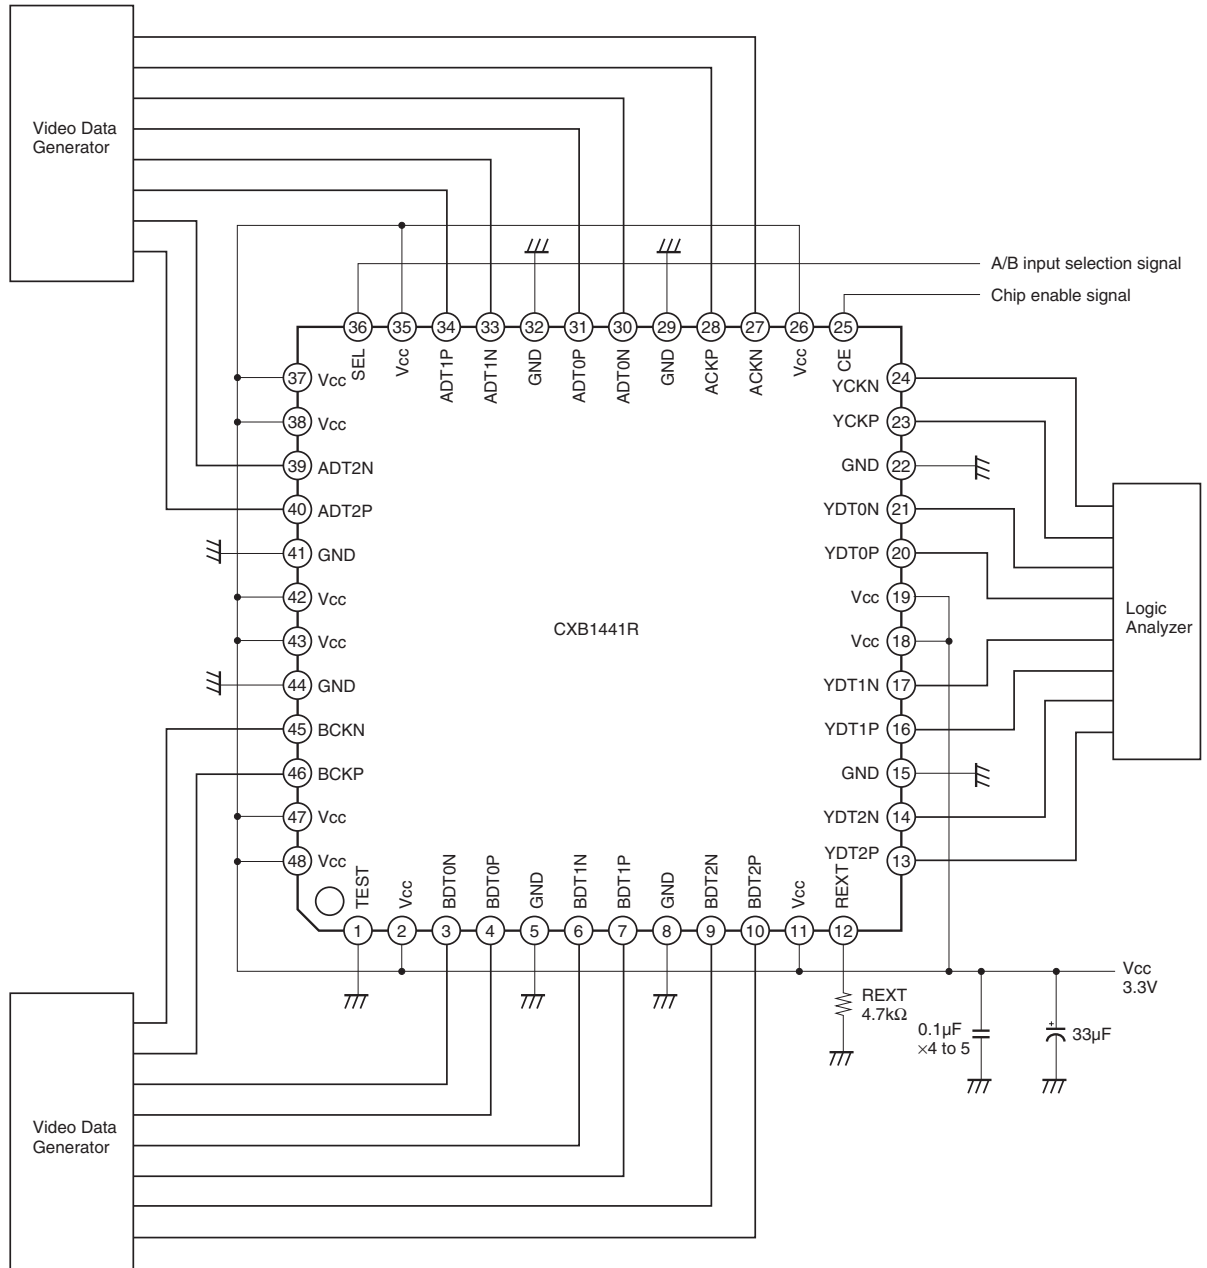 Video Data
Generator
A/B input selection signal
Chip enable signal
36 35 34 33 32 31 30 29 28 27 26 25
SEL
Vcc
ADT1P
ADT1N
GND
ADT0P
ADT0N
GND
ACKP
ACKN
Vcc
CE
37 Vcc
38 Vcc
39 ADT2N
40 ADT2P
41 GND
42 Vcc
43 Vcc
44 GND
45 BCKN
46 BCKP
47 Vcc
48 Vcc
CXB1441R
YCKN 24
YCKP 23
GND 22
YDT0N 21
YDT0P 20
Vcc 19
Vcc 18
YDT1N 17
YDT1P 16
GND 15
YDT2N 14
YDT2P 13
Logic
Analyzer
TEST
Vcc
BDT0N
BDT0P
GND
BDT1N
BDT1P
GND
BDT2N
BDT2P
Vcc
REXT
1 2 3 4 5 6 7 8 9 10 11 12
Vcc
3.3V
REXT
4.7kΩ
0.1µF
×4 to 5
+
33µF
Video Data
Generator